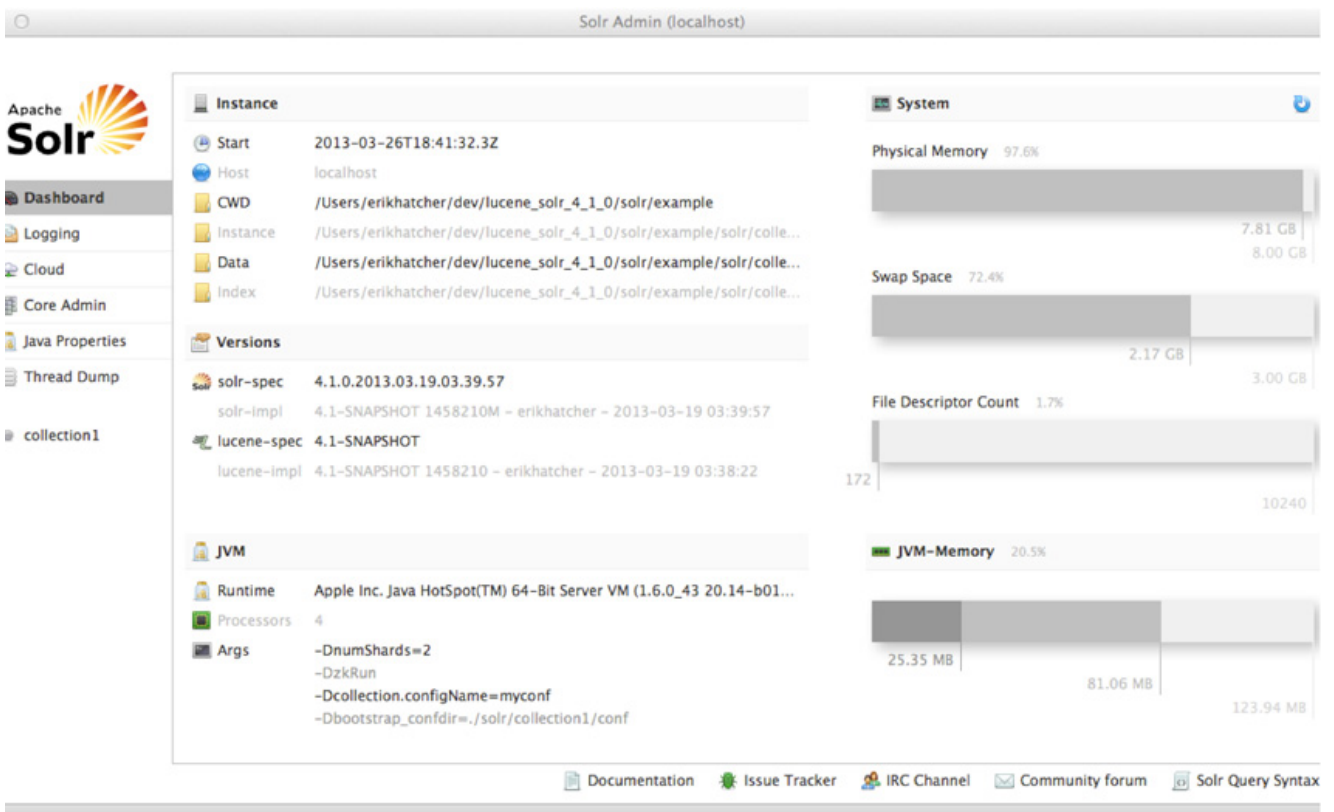 Solr Admin (localhost)
Apache
Solr
Dashboard
Logging
Cloud
Core Admin
Java Properties
Thread Dump
collection1
Instance
Start 2013-03-26T18:41:32.3Z
Host localhost
CWD /Users/erikhatcher/dev/lucene_solr_4_1_0/solr/example
Instance /Users/erikhatcher/dev/lucene_solr_4_1_0/solr/example/solr/colle...
Data /Users/erikhatcher/dev/lucene_solr_4_1_0/solr/example/solr/colle...
Index /Users/erikhatcher/dev/lucene_solr_4_1_0/solr/example/solr/colle...
Versions
solr-spec 4.1.0.2013.03.19.03.39.57
solr-impl 4.1-SNAPSHOT 1458210M - erikhatcher - 2013-03-19 03:39:57
lucene-spec 4.1-SNAPSHOT
lucene-impl 4.1-SNAPSHOT 1458210 - erikhatcher - 2013-03-19 03:38:22
JVM
Runtime Apple Inc. Java HotSpot(TM) 64-Bit Server VM (1.6.0_43 20.14-b01...
Processors 4
Args -DnumShards=2
-DzkRun
-Dcollection.configName=myconf
-Dbootstrap_confdir=./solr/collection1/conf
System
Physical Memory 97.6%
7.81 GB
8.00 GB
Swap Space 72.4%
2.17 GB
3.00 GB
File Descriptor Count 1.7%
172
10240
JVM-Memory 20.5%
25.35 MB
81.06 MB
123.94 MB
Documentation Issue Tracker IRC Channel Community forum Solr Query Syntax